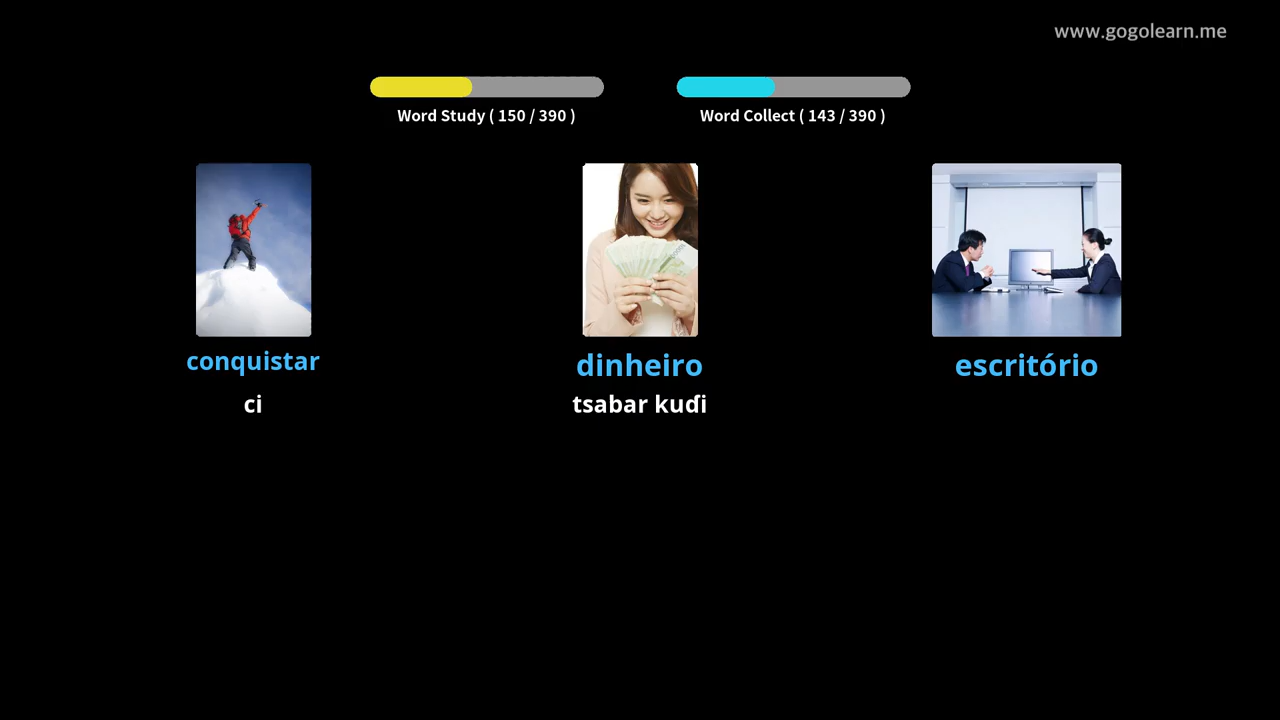 www.gogolearn.me
Word Study ( 150 / 390 )
Word Collect ( 143 / 390 )
conquistar
dinheiro
escritório
ci
tsabar kuɗi